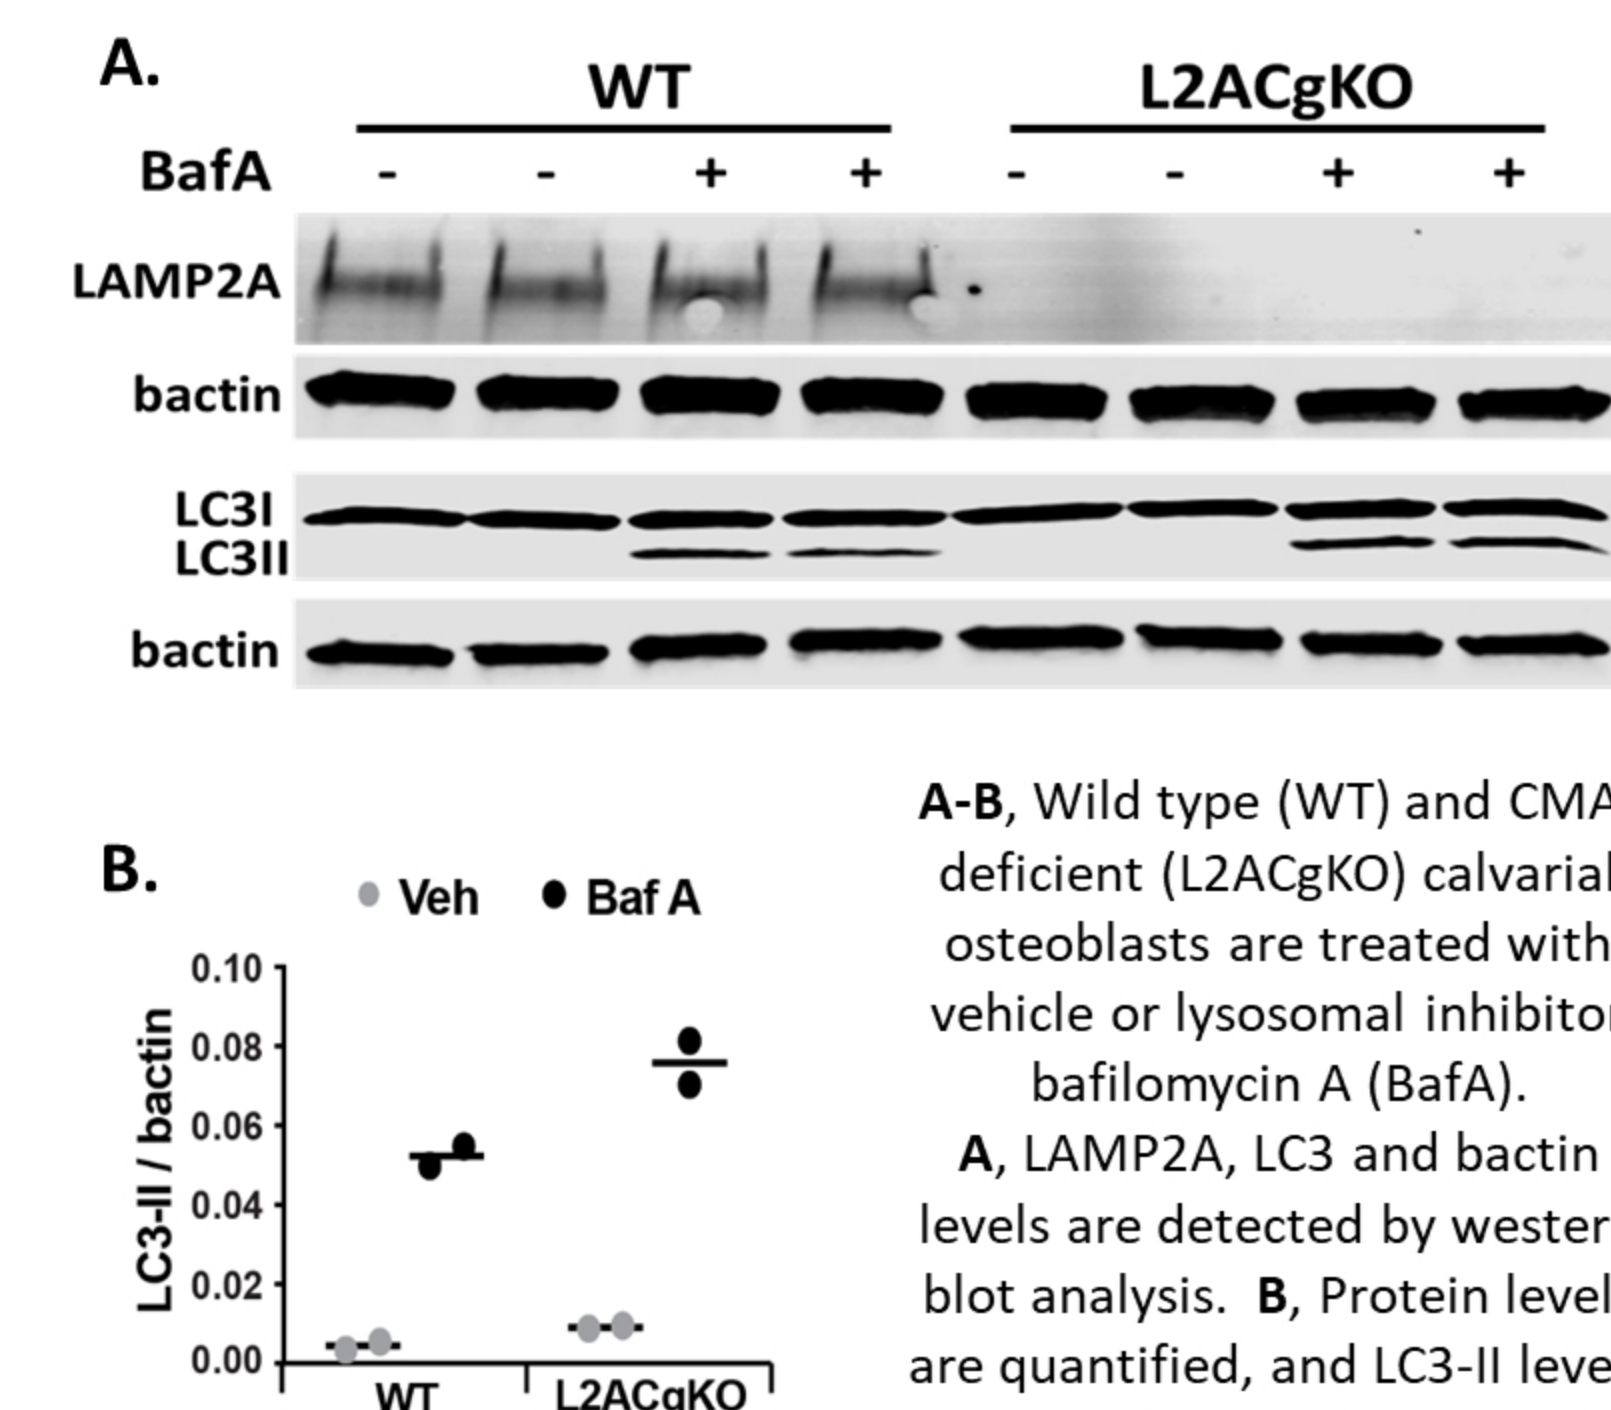 A.
WT L2ACgKO
BafA - - + + - - + +
LAMP2A
bactin
LC3I
LC3II
bactin
B.
Veh Baf A
LC3-II / bactin
0.10
0.08
0.06
0.04
0.02
0.00
WT L2ACgKO
A-B, Wild type (WT) and CMA
deficient (L2ACgKO) calvarial
osteoblasts are treated with
vehicle or lysosomal inhibitor
bafilomycin A (BafA).
A, LAMP2A, LC3 and bactin
levels are detected by wester
blot analysis. B, Protein level
are quantified, and LC3-II leve